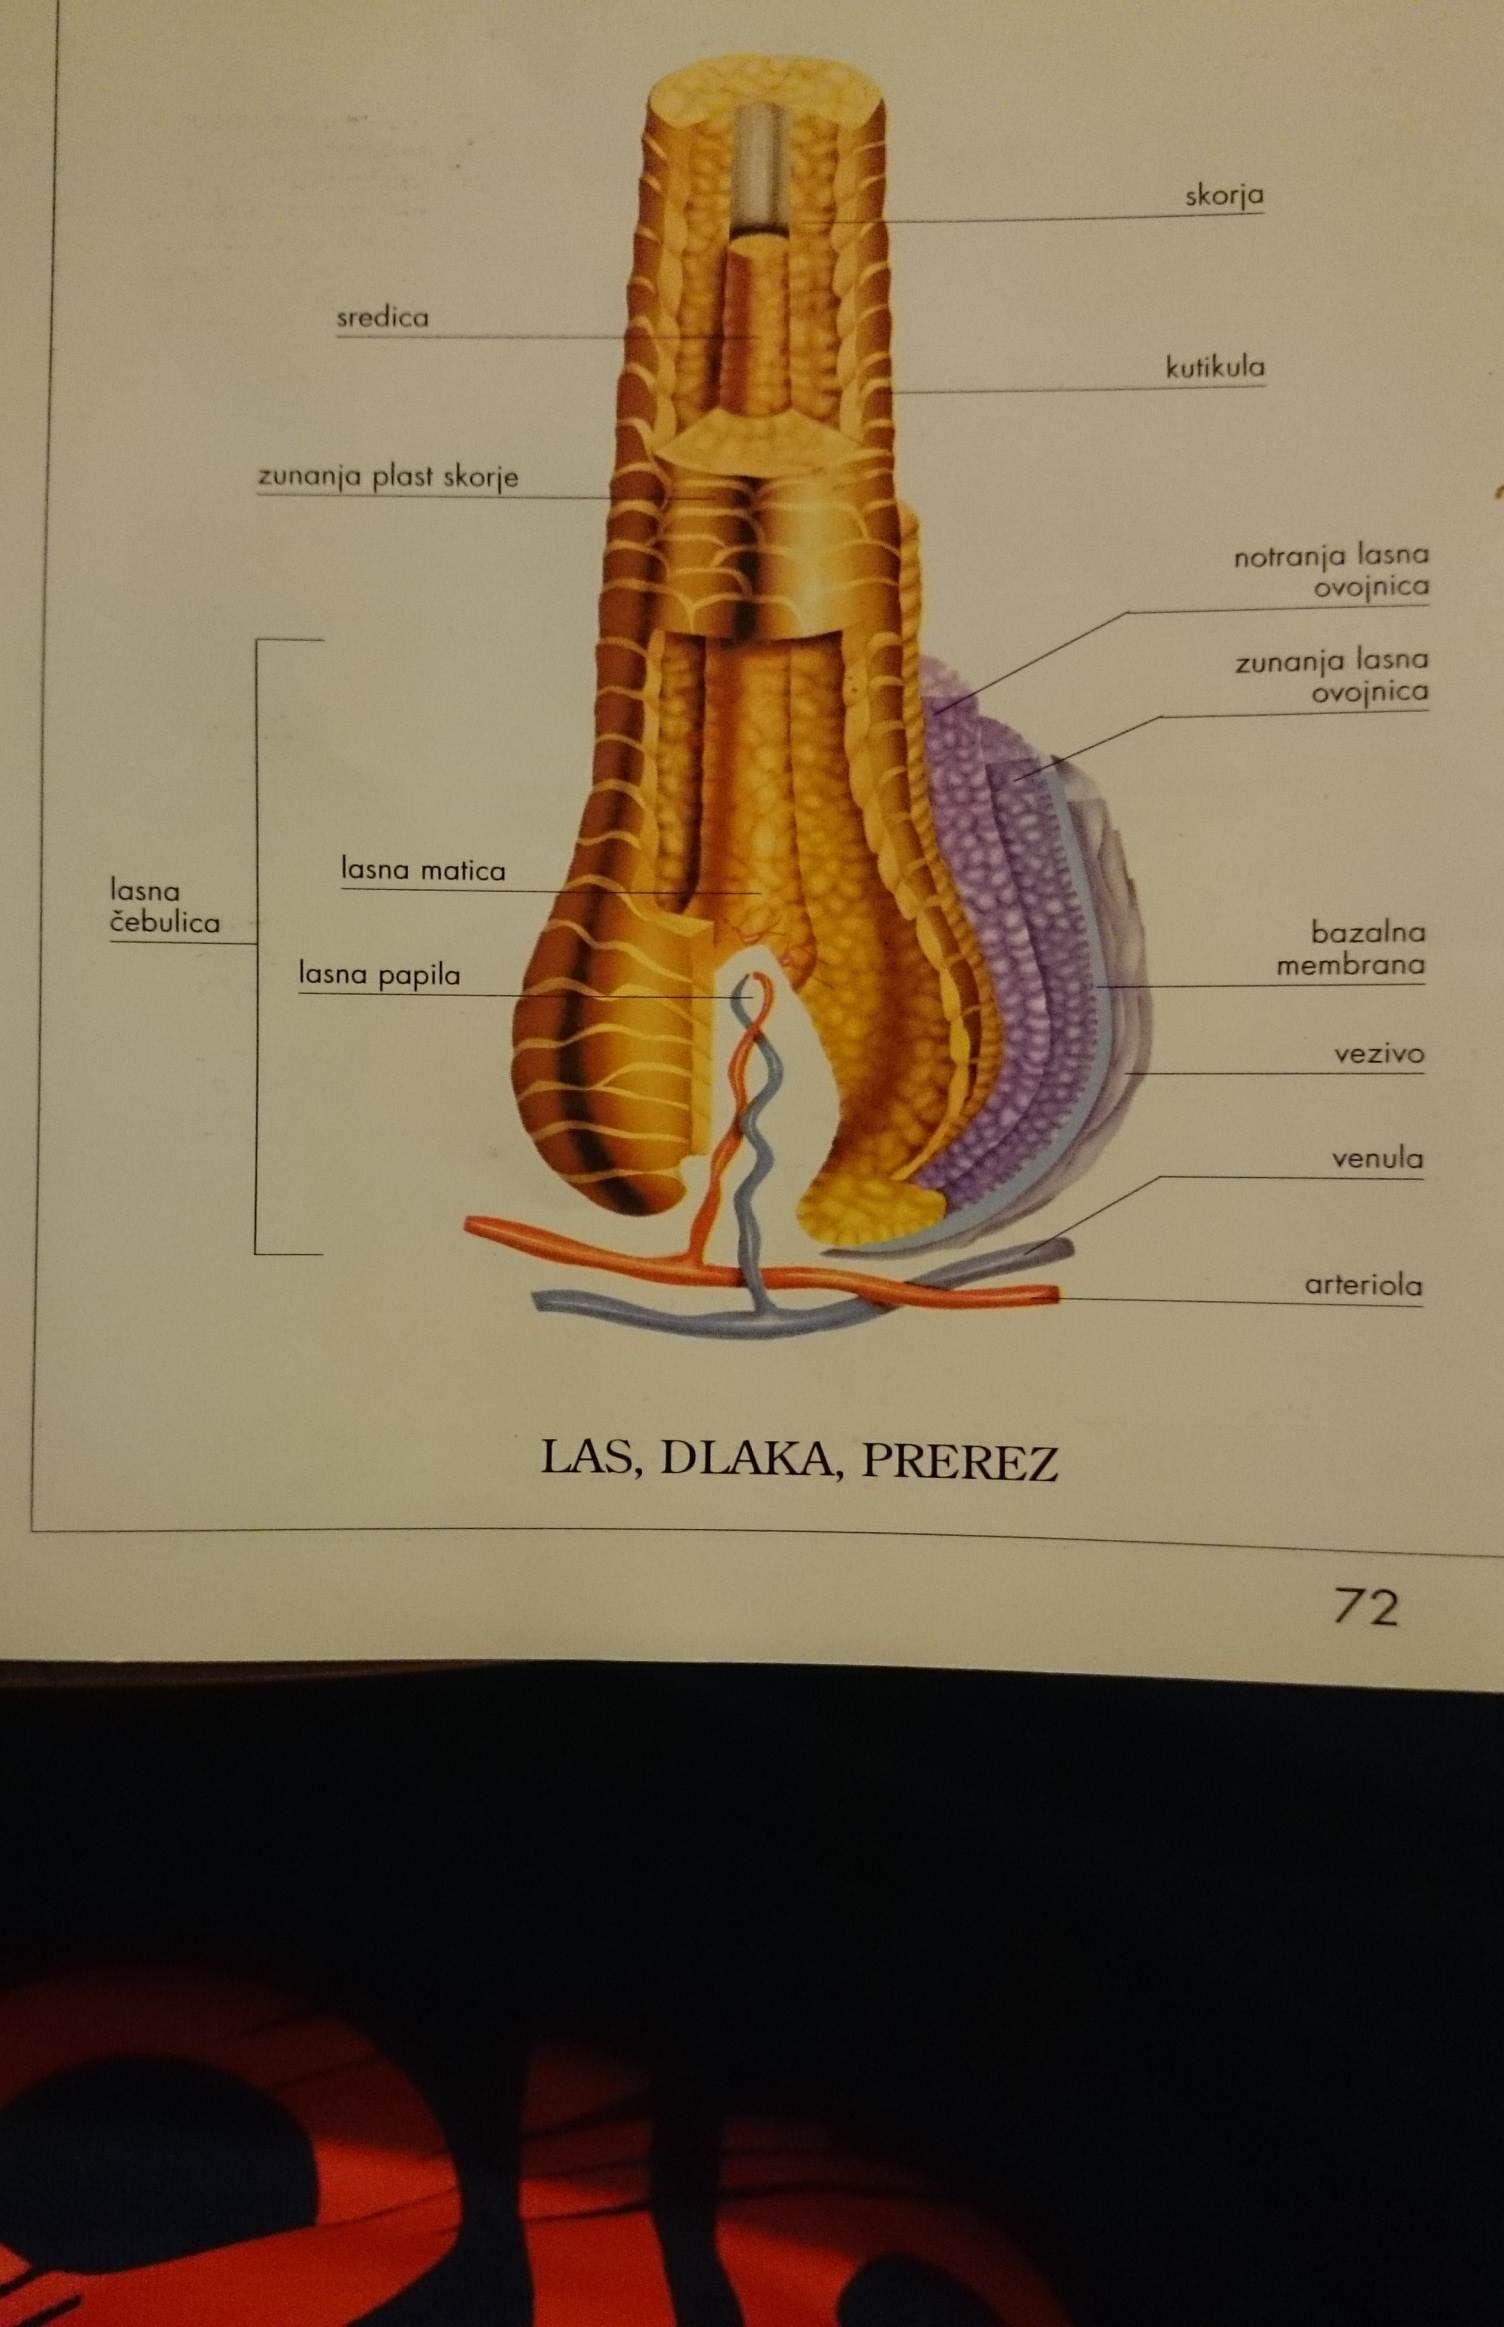 skorja
sredica
kutikula
zunanja plast skorje
notranja lasna
ovojnica
zunanja lasna
ovojnica
lasna matica
lasna
čebulica
bazalna
membrana
lasna papila
vezivo
venula
arteriola
LAS, DLAKA, PREREZ
72